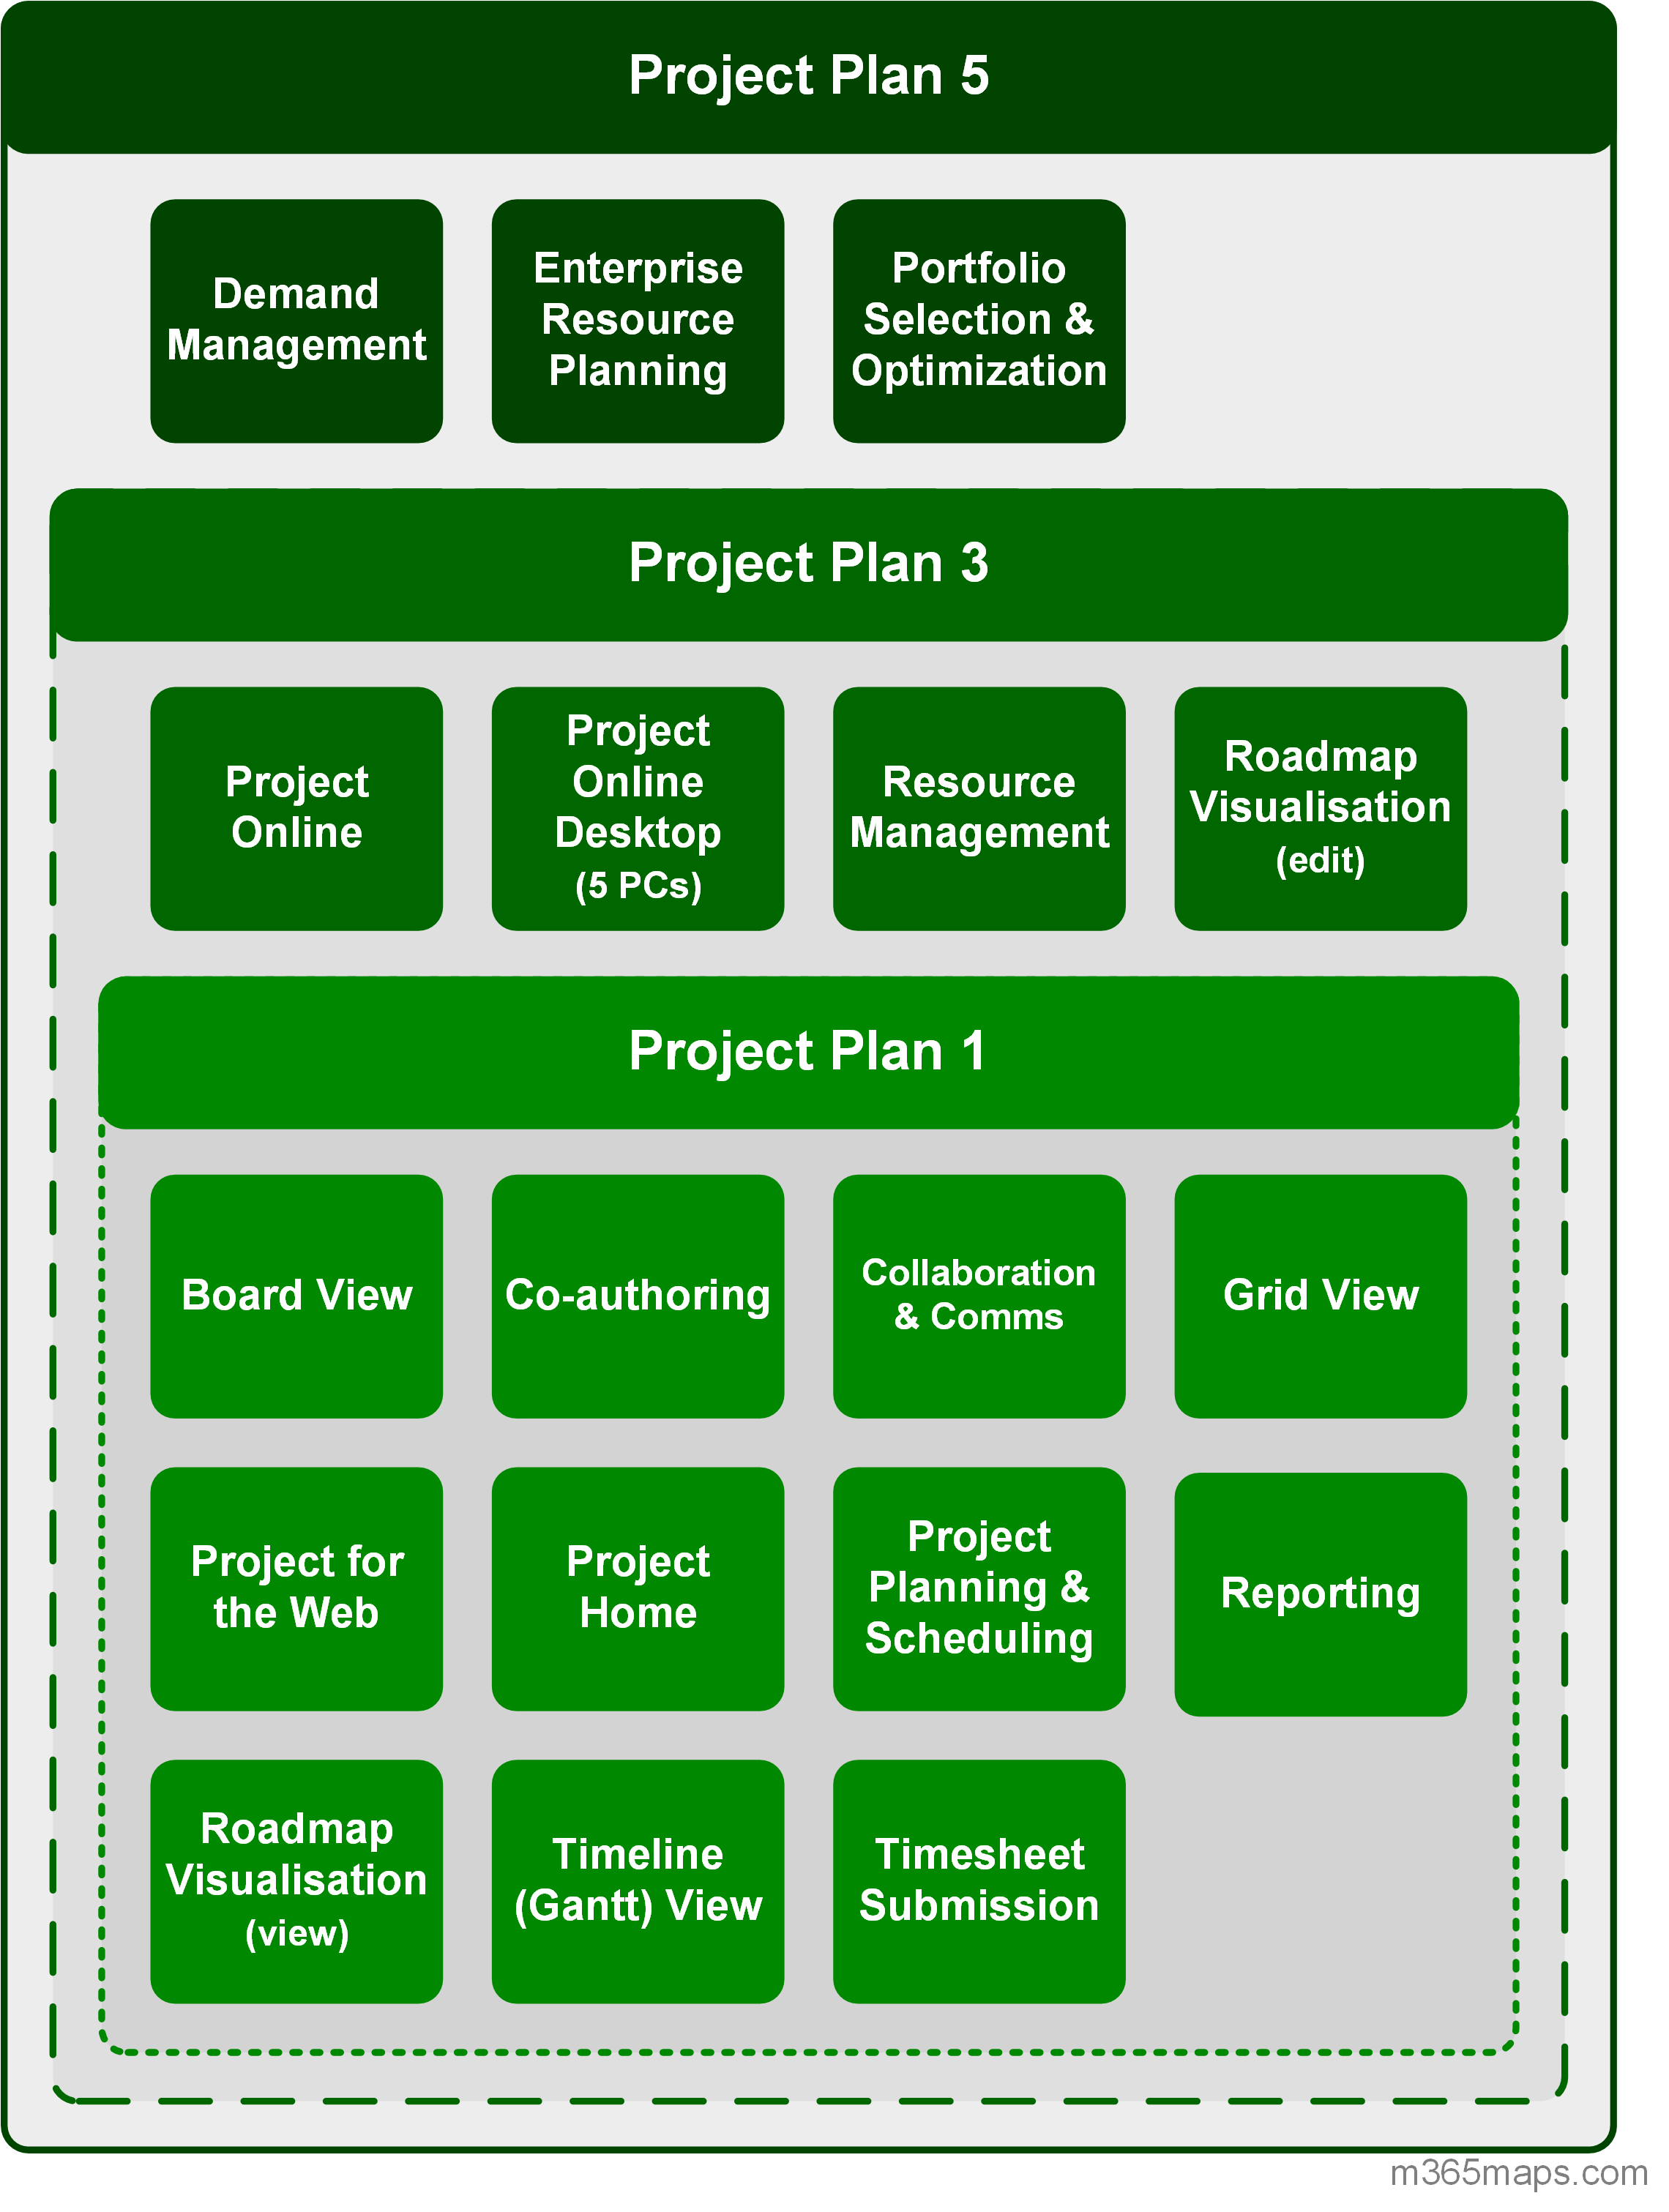 Project Plan 5
Demand
Management
Enterprise
Resource
Planning
Portfolio
Selection &
Optimization
Project Plan 3
Project
Online
Project
Online
Desktop
(5 PCs)
Resource
Management
Roadmap
Visualisation
(edit)
Project Plan 1
Board View
Co-authoring
Collaboration
& Comms
Grid View
Project for
the Web
Project
Home
Project
Planning &
Scheduling
Reporting
Roadmap
Visualisation
(view)
Timeline
(Gantt) View
Timesheet
Submission
m365maps.com